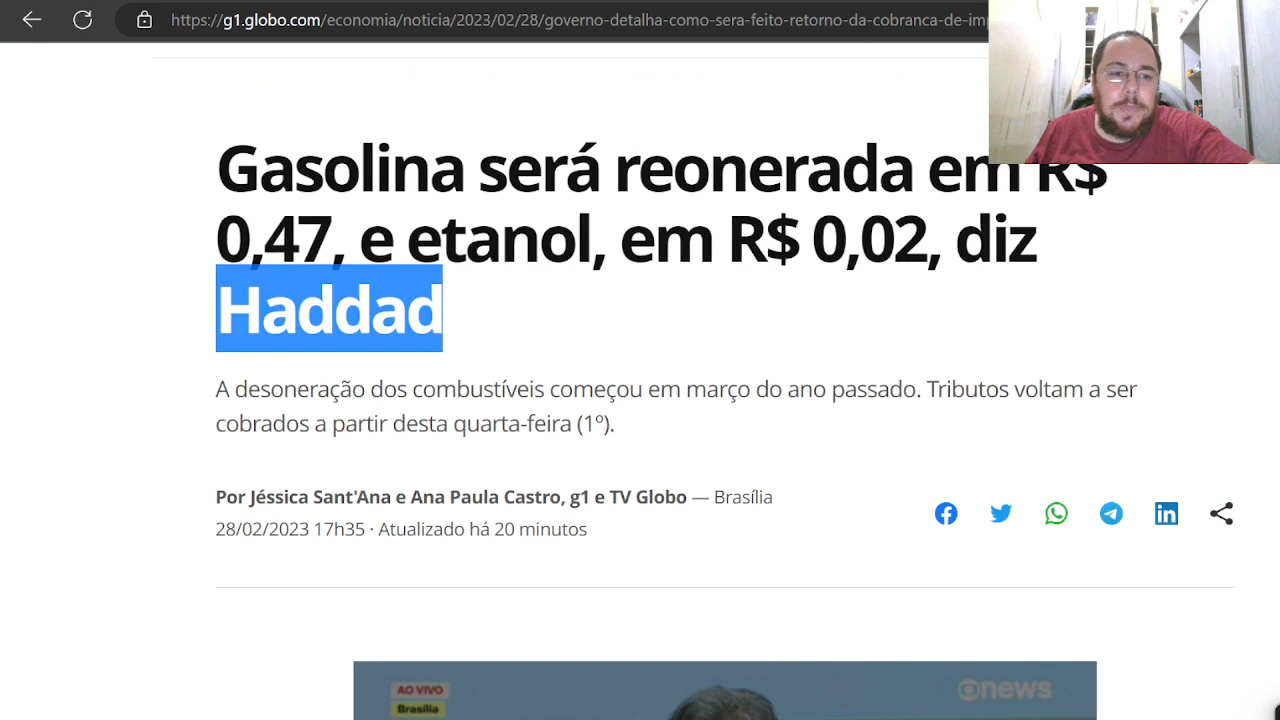 https://g1.globo.com/economia/noticia/2023/02/28/governo-detalha-como-sera-feito-retorno-da-cobranca-de-imp
Gasolina será reonerada em R$
0,47, e etanol, em R$ 0,02, diz
Haddad
A desoneração dos combustíveis começou em março do ano passado. Tributos voltam a ser
cobrados a partir desta quarta-feira (1º).
Por Jéssica Sant'Ana e Ana Paula Castro, g1 e TV Globo — Brasília
28/02/2023 17h35 · Atualizado há 20 minutos
in
AO VIVO
Brasília
news